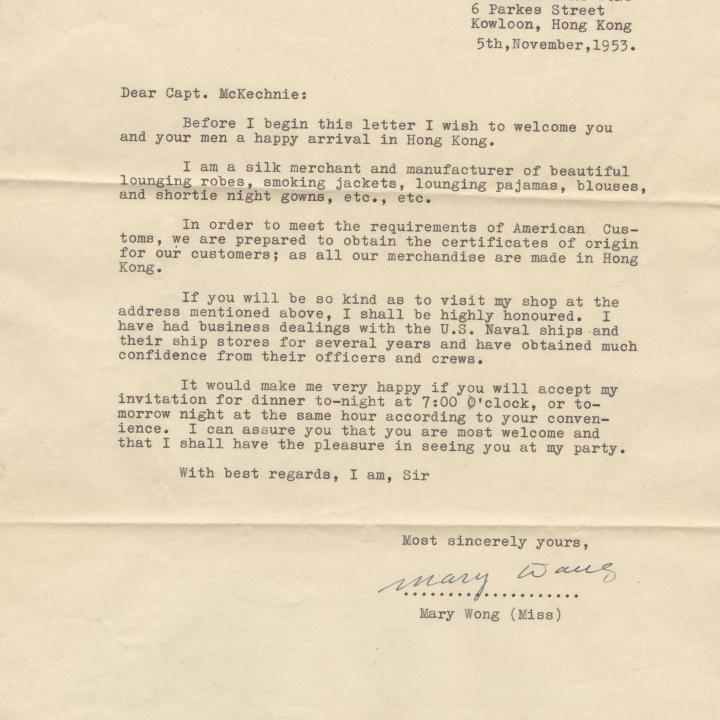 6 Parkes Street
Kowloon, Hong Kong
5th,November,1953.
Dear Capt. McKechnie:
Before I begin this letter I wish to welcome you
and your men a happy arrival in Hong Kong.
I am a silk merchant and manufacturer of beautiful
lounging robes, smoking jackets, lounging pajamas, blouses,
and shortie night gowns, etc., etc.
In order to meet the requirements of American Cus-
toms, we are prepared to obtain the certificates of origin
for our customers; as all our merchandise are made in Hong
Kong.
If you will be so kind as to visit my shop at the
address mentioned above, I shall be highly honoured. I
have had business dealings with the U.S. Naval ships and
their ship stores for several years and have obtained much
confidence from their officers and crews.
It would make me very happy if you will accept my
invitation for dinner to-night at 7:00 O'clock, or to-
morrow night at the same hour according to your conven-
ience. I can assure you that you are most welcome and
that I shall have the pleasure in seeing you at my party.
With best regards, I am, Sir
Most sincerely yours,
Mary Wong
....................
Mary Wong (Miss)